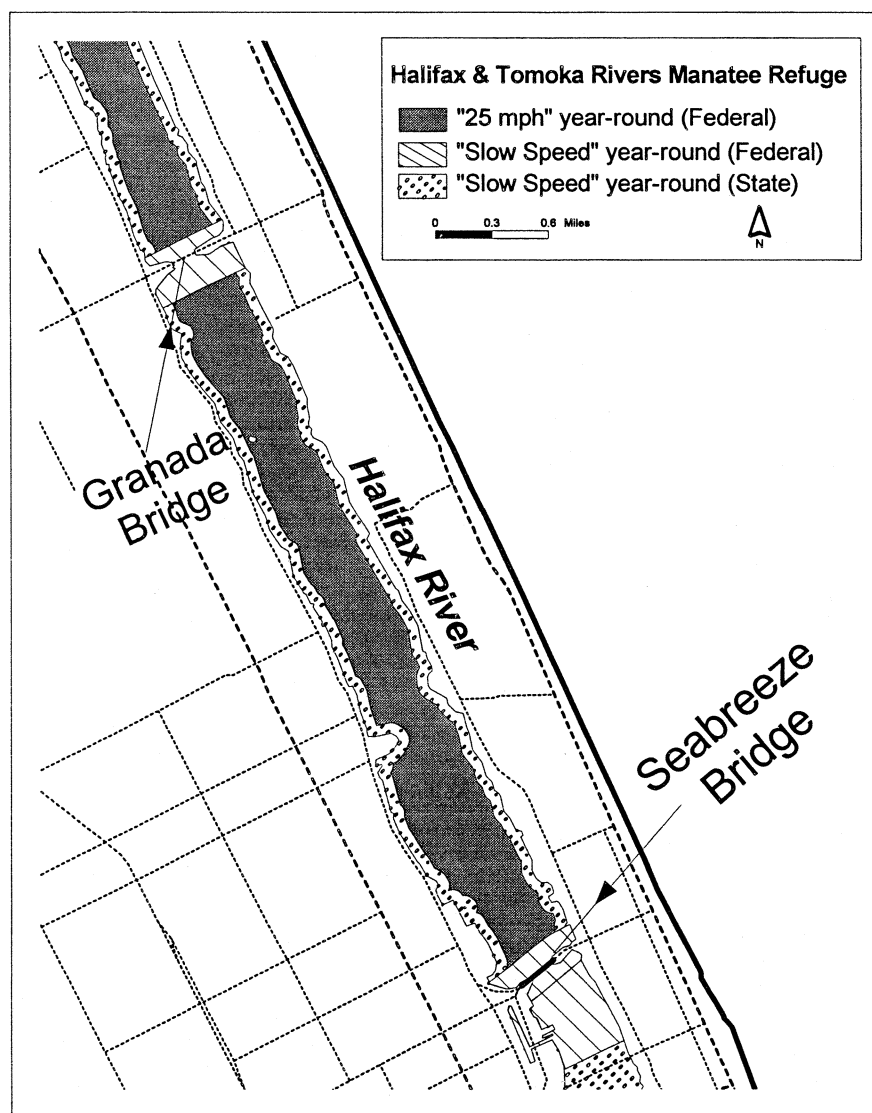 Halifax & Tomoka Rivers Manatee Refuge
"25 mph" year-round (Federal)
"Slow Speed" year-round (Federal)
"Slow Speed" year-round (State)
0 0.3 0.6 Miles
N
Granada
Bridge
Halifax River
Seabreeze
Bridge